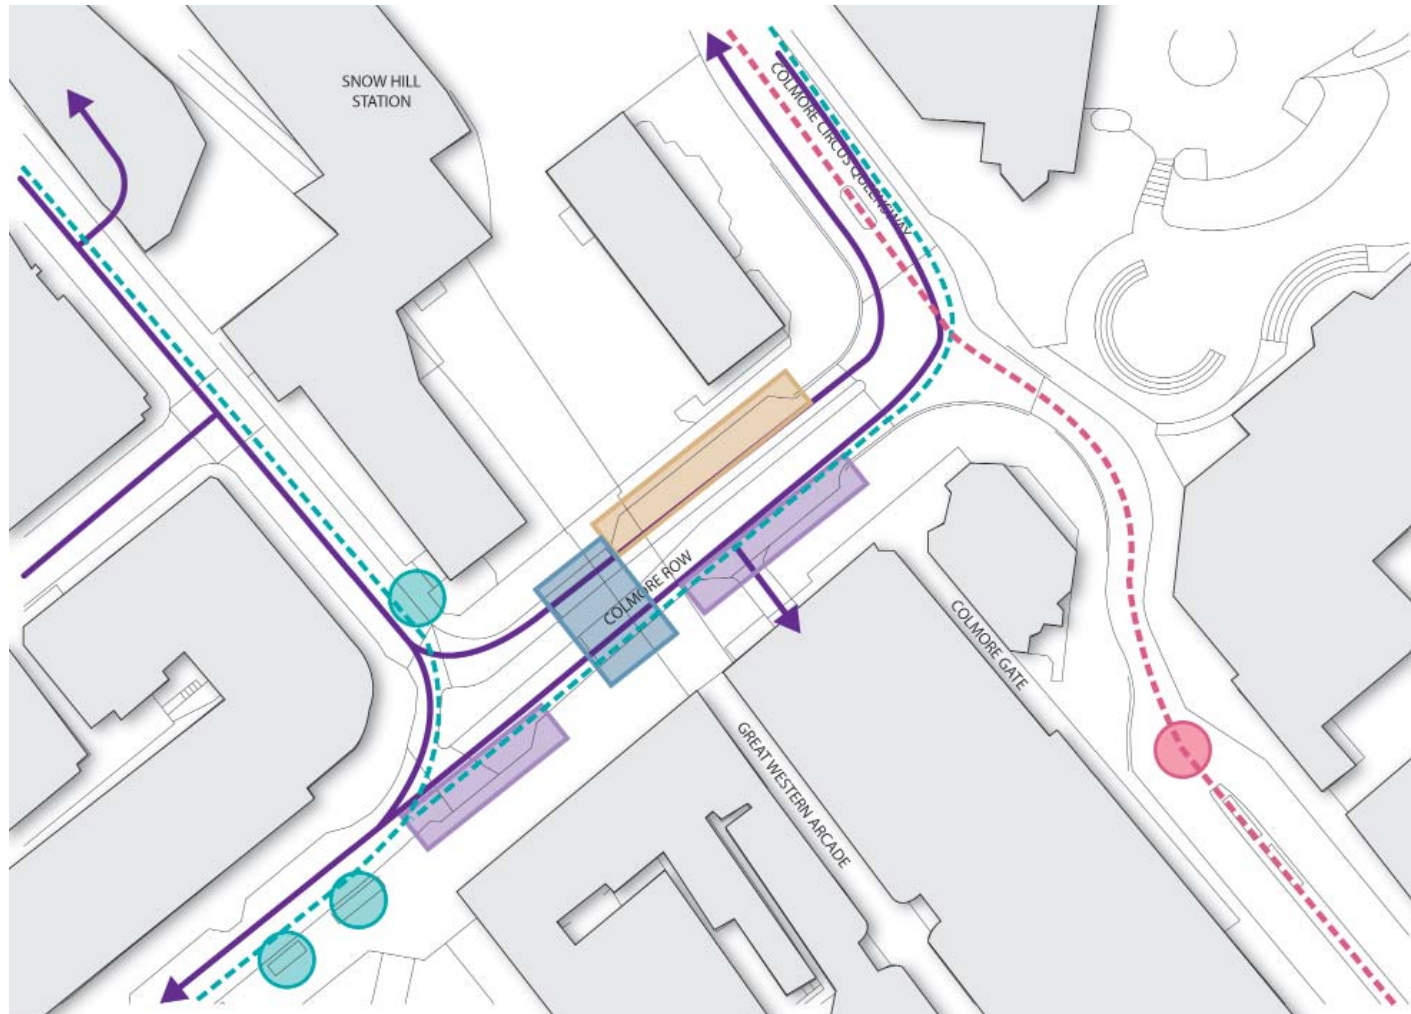 SNOW HILL
STATION
COLMORE CIRCUS QUEENSWAY
COLMORE ROW
COLMORE GATE
GREAT WESTERN ARCADE